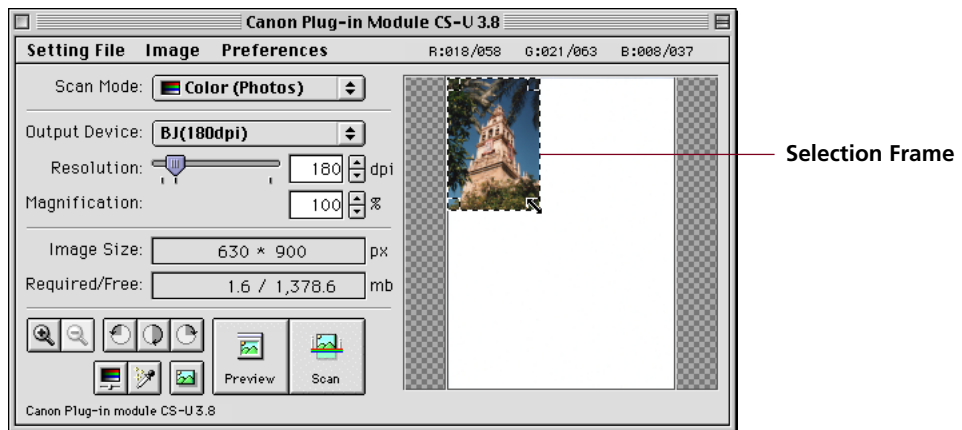 Canon Plug-in Module CS-U 3.8
Setting File Image Preferences R:018/058 G:021/063 B:008/037
Scan Mode: Color (Photos)
Output Device: BJ(180dpi)
Resolution: 180 dpi
Magnification: 100 %
Image Size: 630 * 900 px
Required/Free: 1.6 / 1,378.6 mb
Preview Scan
Canon Plug-in module CS-U 3.8
Selection Frame